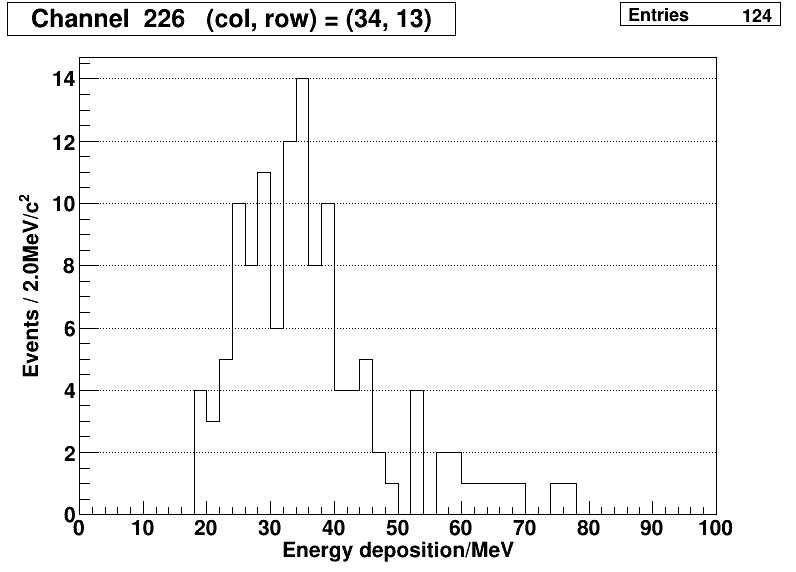 Channel 226 (col, row) = (34, 13)
Entries 124
14
12
10
8
6
4
2
0
Events / 2.0MeV/c²
0 10 20 30 40 50 60 70 80 90 100
Energy deposition/MeV